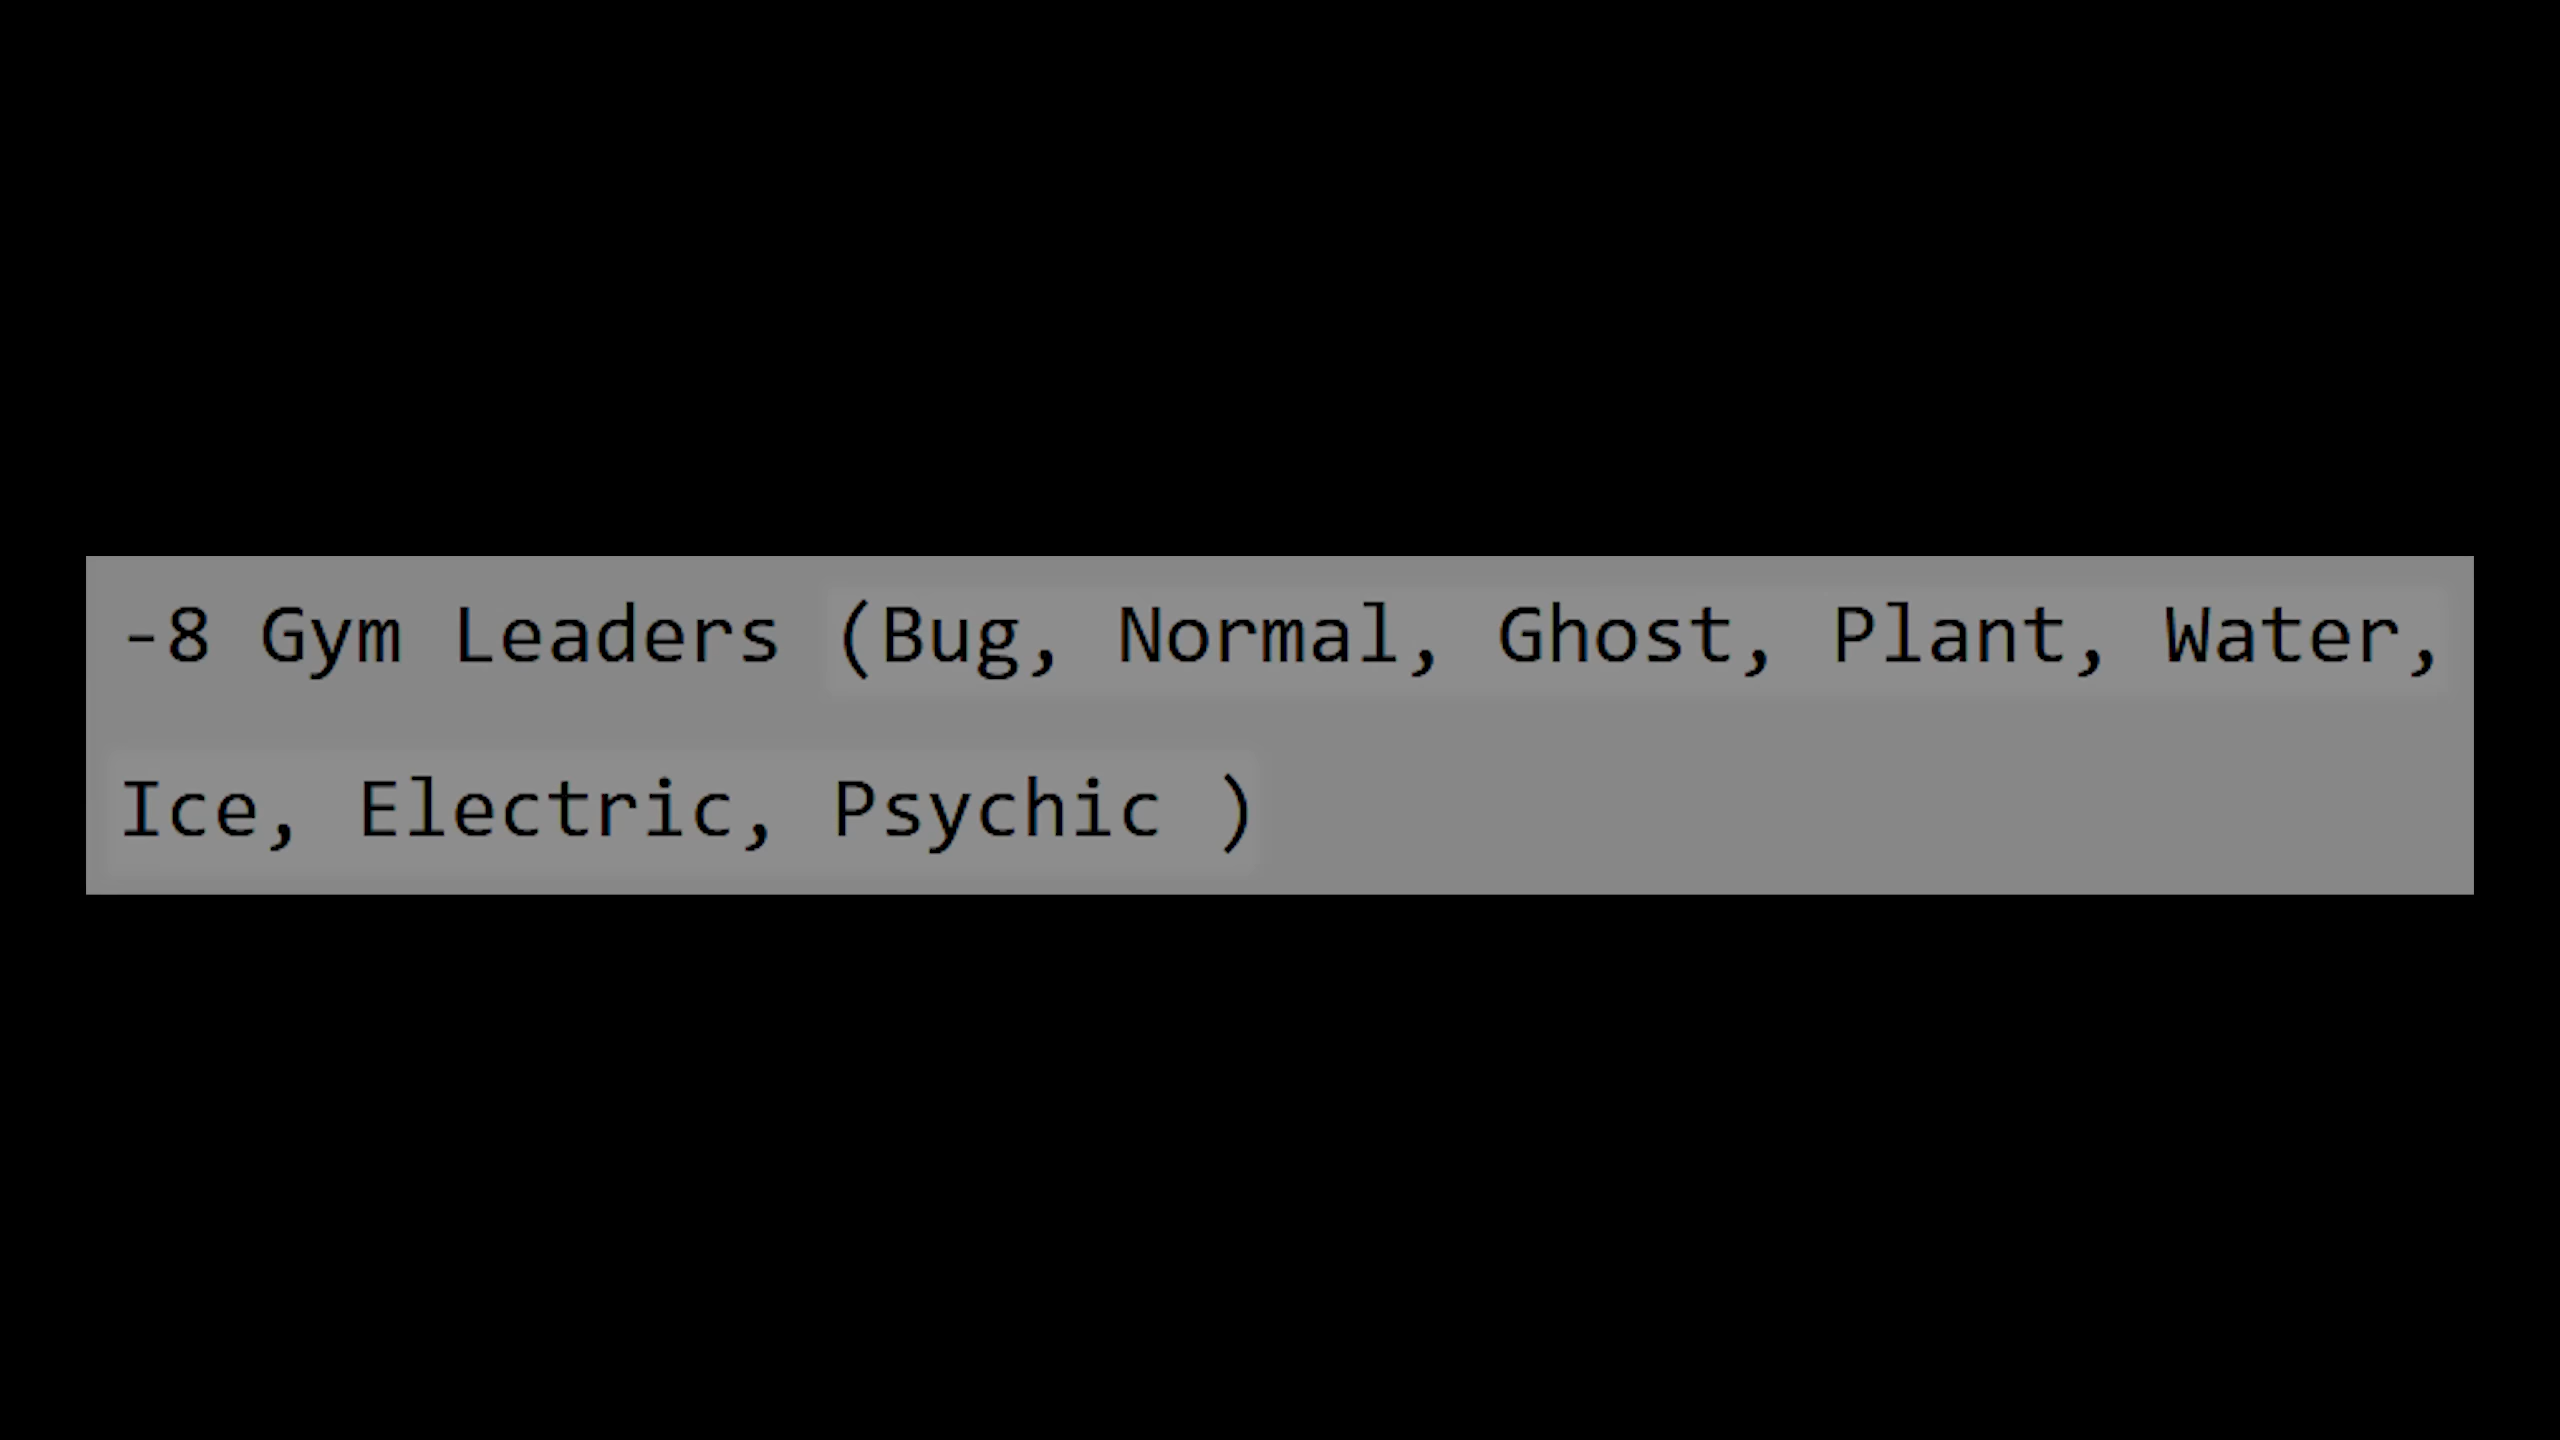 -8 Gym Leaders (Bug, Normal, Ghost, Plant, Water,
Ice, Electric, Psychic )